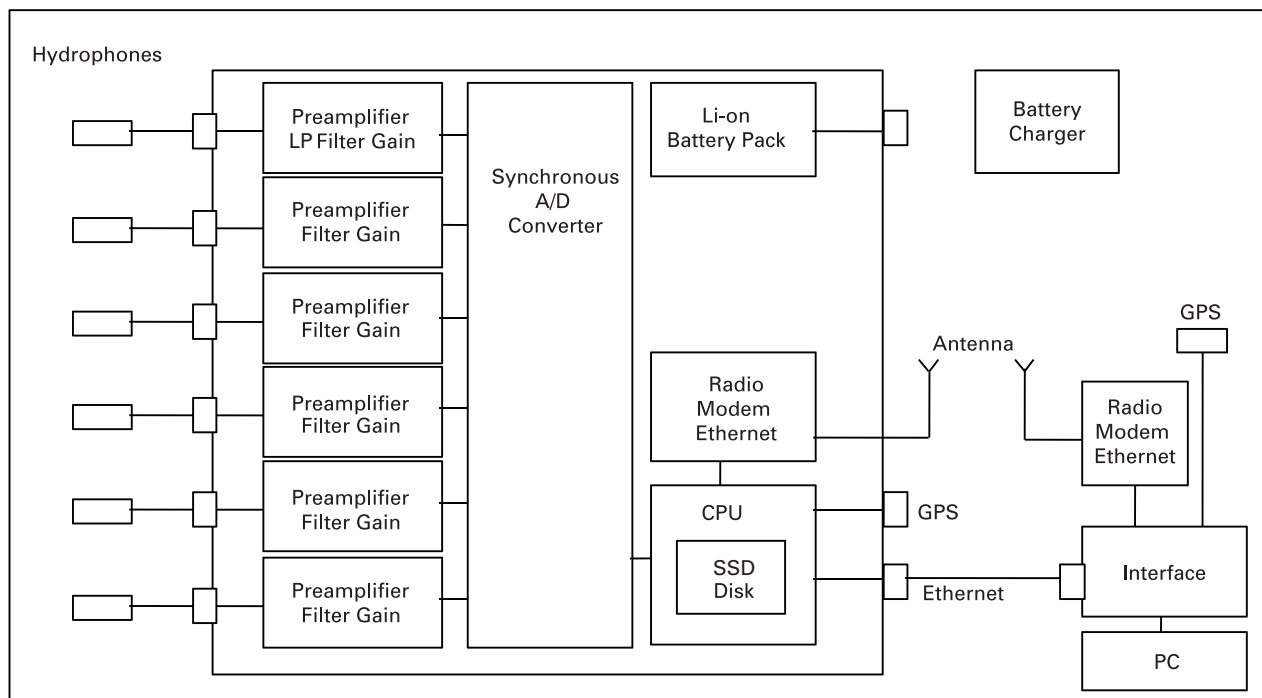 Hydrophones
Preamplifier
LP Filter Gain
Preamplifier
Filter Gain
Preamplifier
Filter Gain
Preamplifier
Filter Gain
Preamplifier
Filter Gain
Preamplifier
Filter Gain
Synchronous
A/D
Converter
Li-on
Battery Pack
Battery
Charger
Radio
Modem
Ethernet
Antenna
GPS
Radio
Modem
Ethernet
CPU
SSD
Disk
GPS
Ethernet
Interface
PC